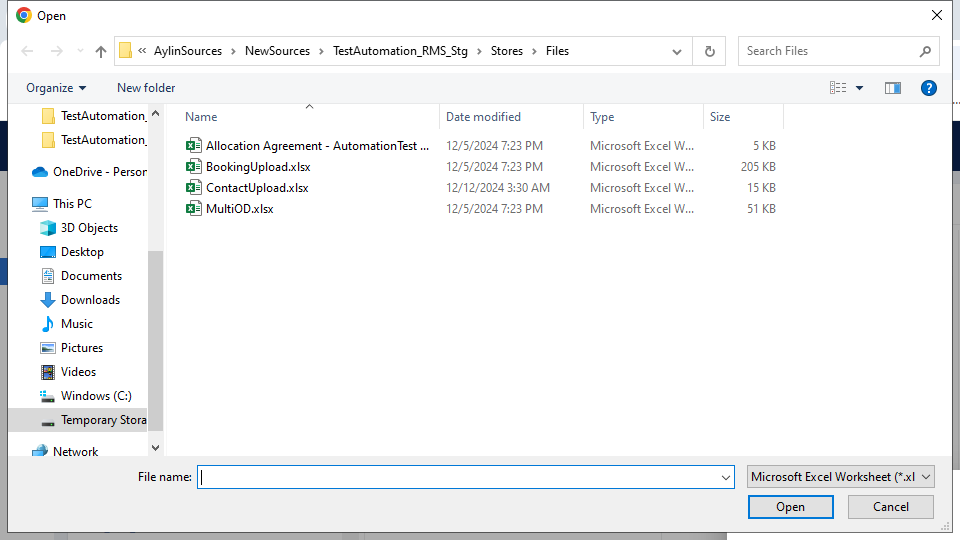 Open
« AylinSources > NewSources > TestAutomation_RMS_Stg > Stores > Files
Search Files
Organize
New folder
?
TestAutomation_
TestAutomation_
OneDrive - Person
This PC
3D Objects
Desktop
Documents
Downloads
Music
Pictures
Videos
Windows (C:)
Temporary Stora
Network
Name Date modified Type Size
Allocation Agreement - AutomationTest ... 12/5/2024 7:23 PM Microsoft Excel W... 5 KB
BookingUpload.xlsx 12/5/2024 7:23 PM Microsoft Excel W... 205 KB
ContactUpload.xlsx 12/12/2024 3:30 AM Microsoft Excel W... 15 KB
MultiOD.xlsx 12/5/2024 7:23 PM Microsoft Excel W... 51 KB
File name:
Microsoft Excel Worksheet (*.xl
Open
Cancel